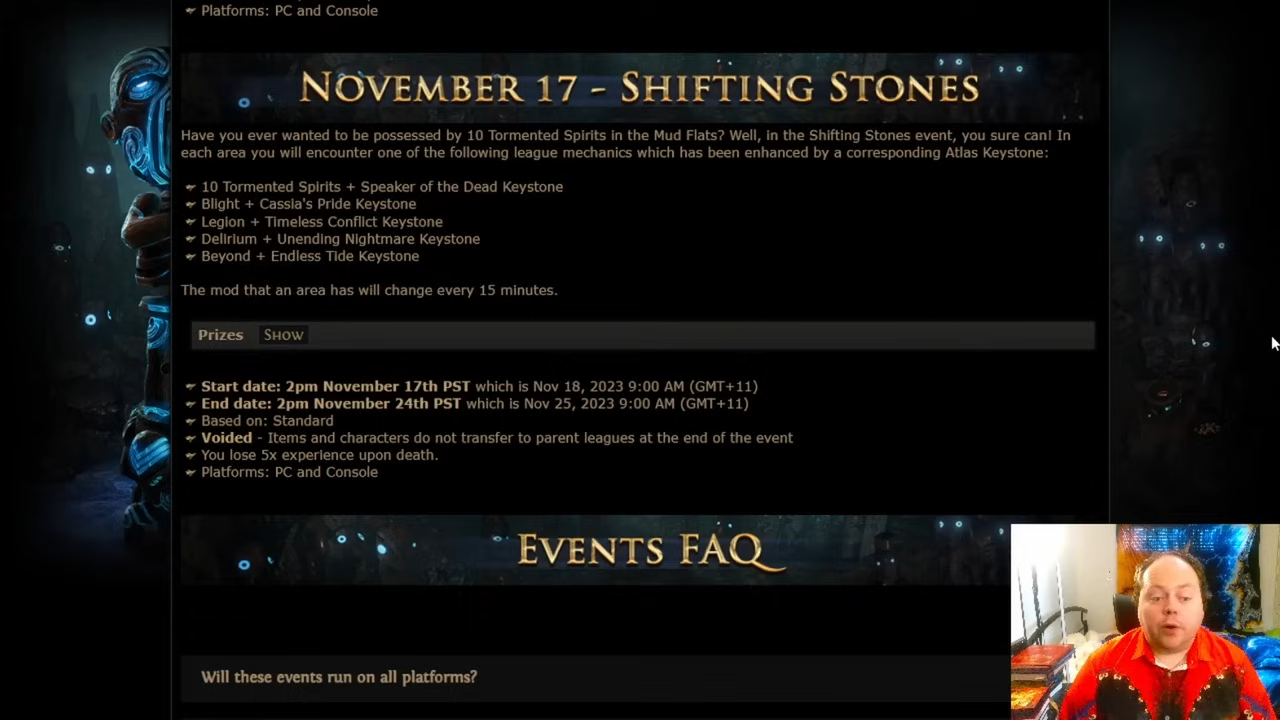 Platforms: PC and Console
November 17 - Shifting Stones
Have you ever wanted to be possessed by 10 Tormented Spirits in the Mud Flats? Well, in the Shifting Stones event, you sure can! In
each area you will encounter one of the following league mechanics which has been enhanced by a corresponding Atlas Keystone:
10 Tormented Spirits + Speaker of the Dead Keystone
Blight + Cassia's Pride Keystone
Legion + Timeless Conflict Keystone
Delirium + Unending Nightmare Keystone
Beyond + Endless Tide Keystone
The mod that an area has will change every 15 minutes.
Prizes Show
Start date: 2pm November 17th PST which is Nov 18, 2023 9:00 AM (GMT+11)
End date: 2pm November 24th PST which is Nov 25, 2023 9:00 AM (GMT+11)
Based on: Standard
Voided - Items and characters do not transfer to parent leagues at the end of the event
You lose 5x experience upon death.
Platforms: PC and Console
Events FAQ
Will these events run on all platforms?